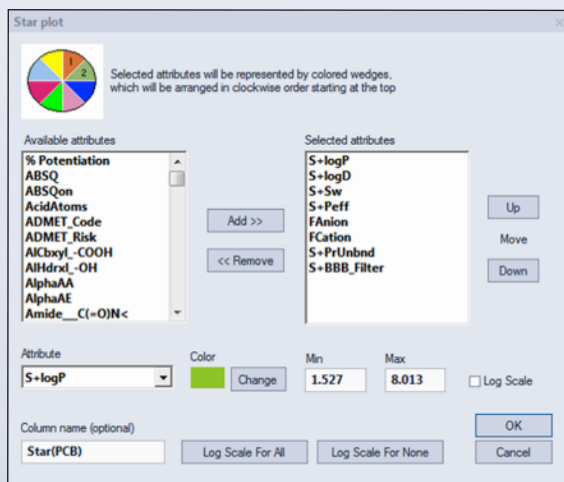 Star plot
1
2
Selected attributes will be represented by colored wedges,
which will be arranged in clockwise order starting at the top
Available attributes
% Potentiation
ABSQ
ABSQon
AcidAtoms
ADMET_Code
ADMET_Risk
AlCbxyl_-COOH
AlHdrxl_-OH
AlphaAA
AlphaAE
Amide__C(=O)N<
Add >>
<< Remove
Selected attributes
S+logP
S+logD
S+Sw
S+Peff
FAnion
FCation
S+PrUnbnd
S+BBB_Filter
Up
Move
Down
Attribute
S+logP
Color
Change
Min
1.527
Max
8.013
Log Scale
Column name (optional)
Star(PCB)
Log Scale For All
Log Scale For None
OK
Cancel